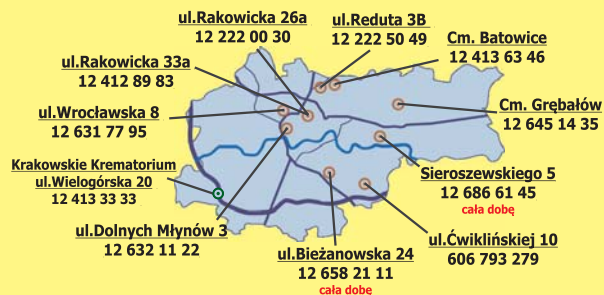 ul.Rakowicka 26a
12 222 00 30
ul.Reduta 3B
12 222 50 49
Cm. Batowice
12 413 63 46
ul.Rakowicka 33a
12 412 89 83
ul.Wrocławska 8
12 631 77 95
Cm. Grębałów
12 645 14 35
Krakowskie Krematorium
ul.Wielogórska 20
12 413 33 33
Sieroszewskiego 5
12 686 61 45
cała dobę
ul.Dolnych Młynów 3
12 632 11 22
ul.Bieżanowska 24
12 658 21 11
cała dobę
ul.Ćwiklińskiej 10
606 793 279